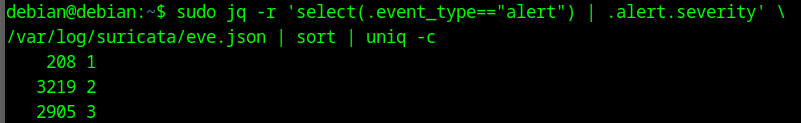 debian@debian:~$ sudo jq -r 'select(.event_type=="alert") | .alert.severity' \
/var/log/suricata/eve.json | sort | uniq -c
    208 1
   3219 2
   2905 3